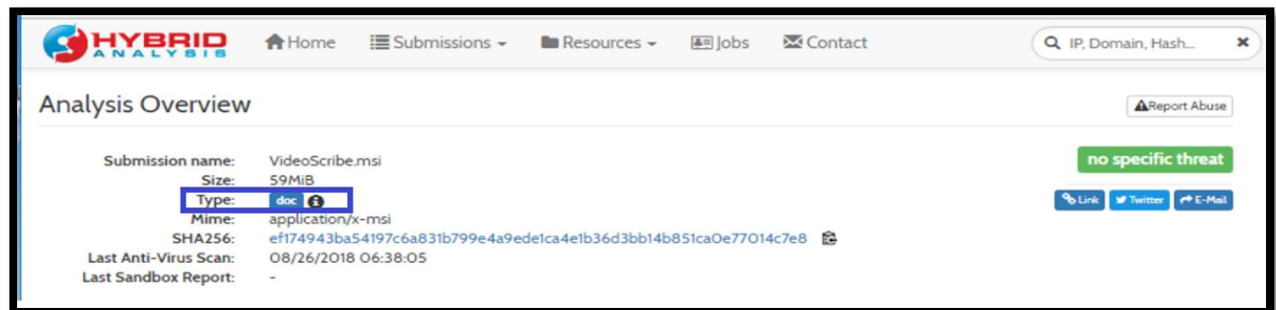 HYBRID ANALYSIS Home Submissions Resources Jobs Contact IP, Domain, Hash...
Analysis Overview Report Abuse
Submission name: VideoScribe.msi no specific threat
Size: 59MiB
Type: doc Link Twitter E-Mail
Mime: application/x-msi
SHA256: ef174943ba54197c6a831b799e4a9ede1ca4e1b36d3bb14b851ca0e77014c7e8
Last Anti-Virus Scan: 08/26/2018 06:38:05
Last Sandbox Report: -